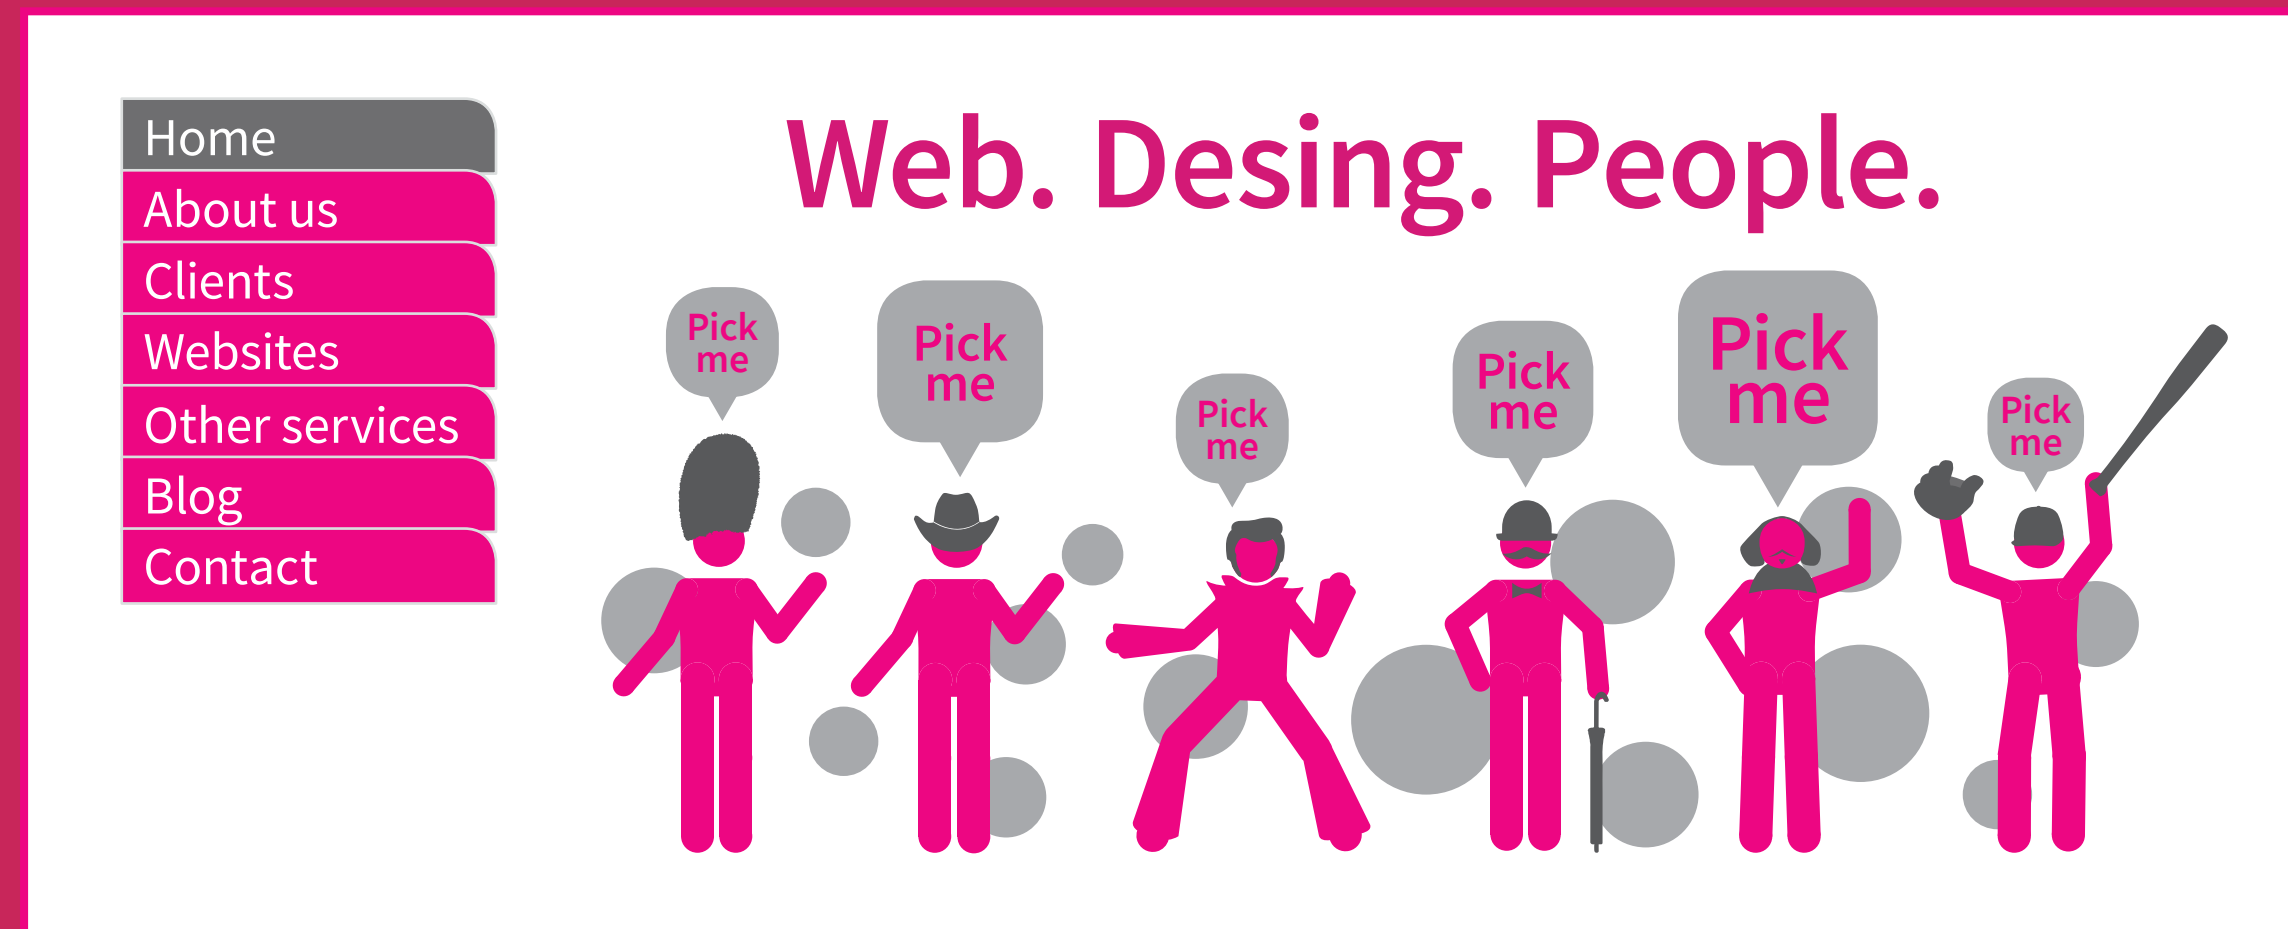 Home
About us
Clients
Websites
Other services
Blog
Contact
Web. Desing. People.
Pick
me
Pick
me
Pick
me
Pick
me
Pick
me
Pick
me